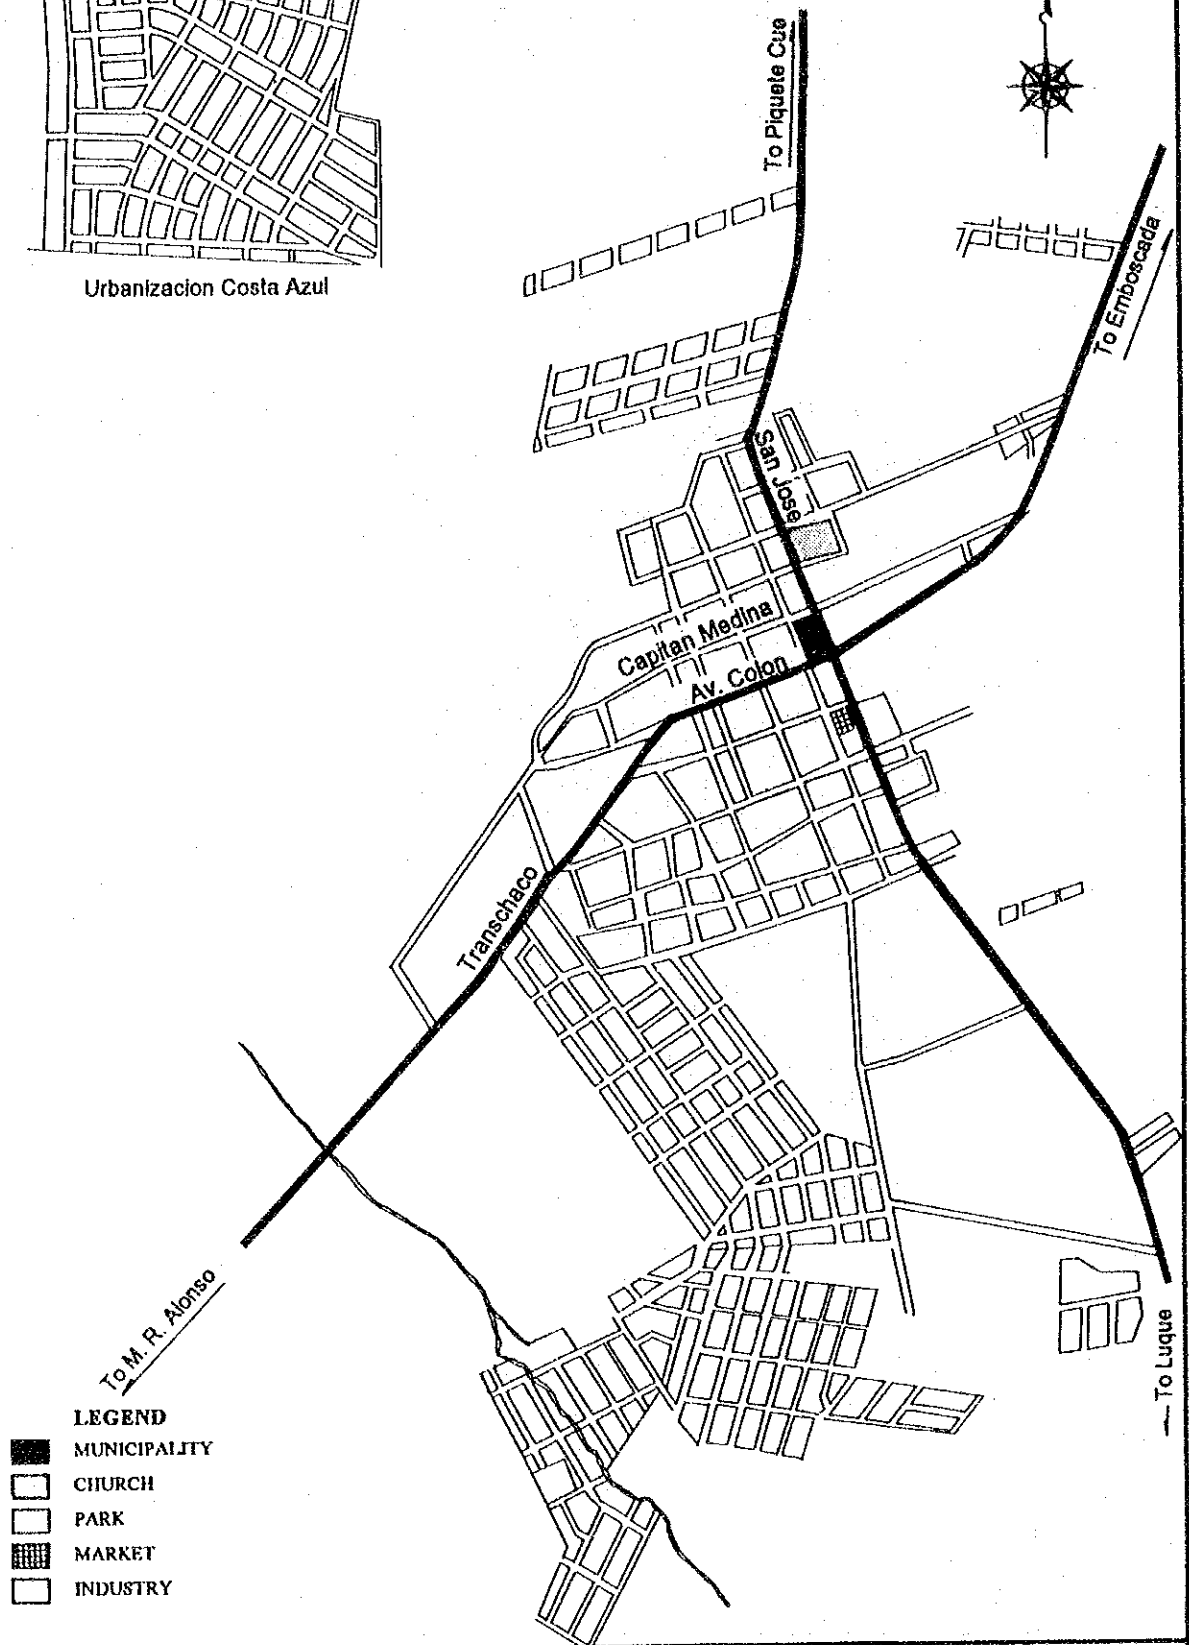 To Piquete Cue
Urbanizacion Costa Azul
To Emboscada
San Jose
Capitan Medina
Av. Colon
Transchaco
To M. R. Alonso
To Luque
LEGEND
MUNICIPALITY
CHURCH
PARK
MARKET
INDUSTRY